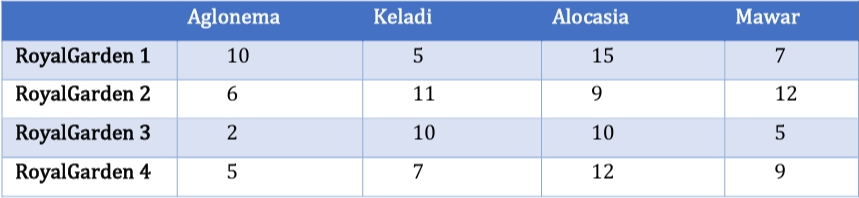 Aglonema Keladi Alocasia Mawar
RoyalGarden 1 10 5 15 7
RoyalGarden 2 6 11 9 12
RoyalGarden 3 2 10 10 5
RoyalGarden 4 5 7 12 9